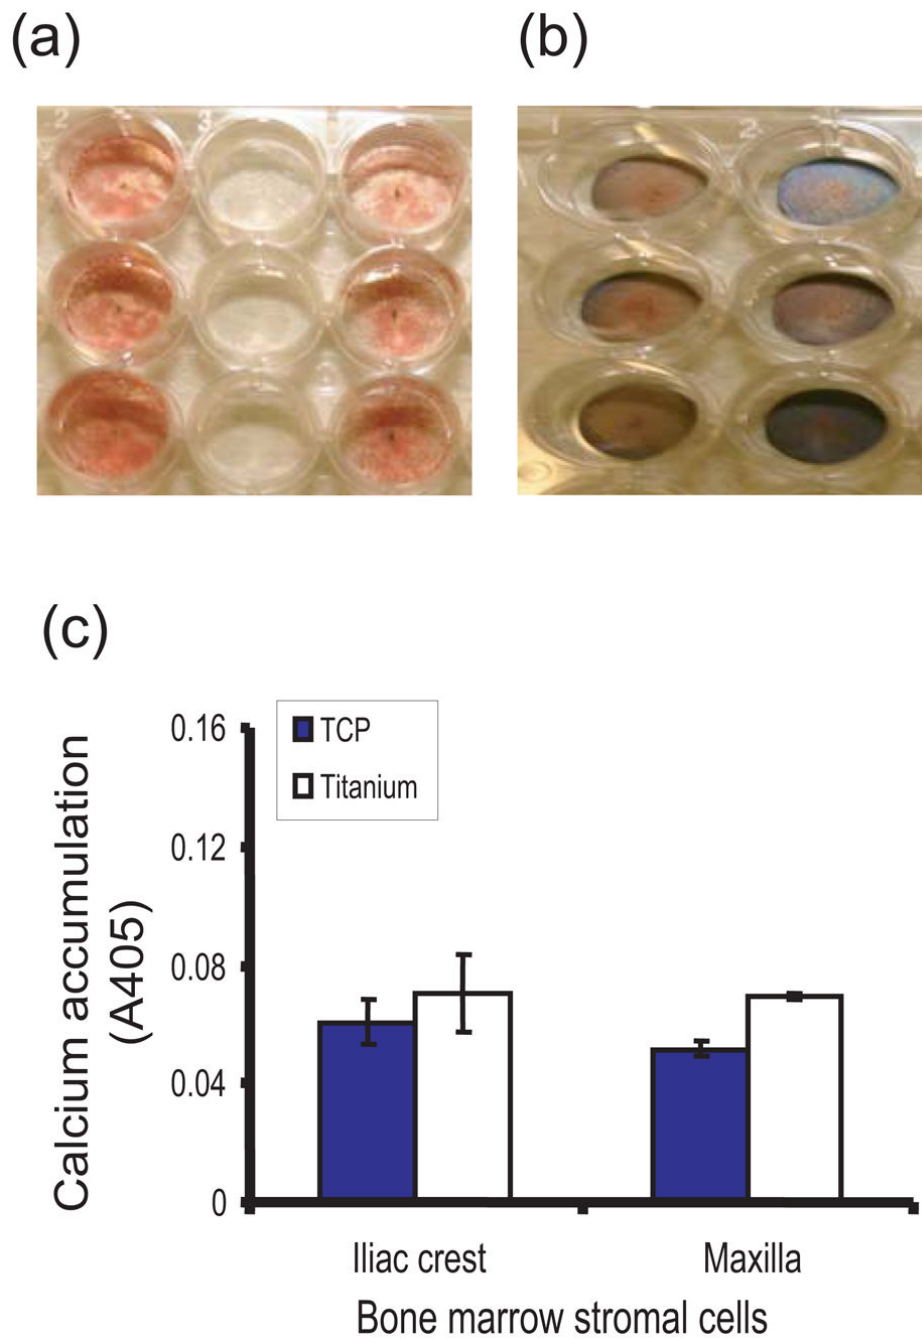 (a)
(b)
2
3
1
2
(c)
Calcium accumulation
(A405)
0.16
0.12
0.08
0.04
0
TCP
Titanium
Iliac crest
Maxilla
Bone marrow stromal cells